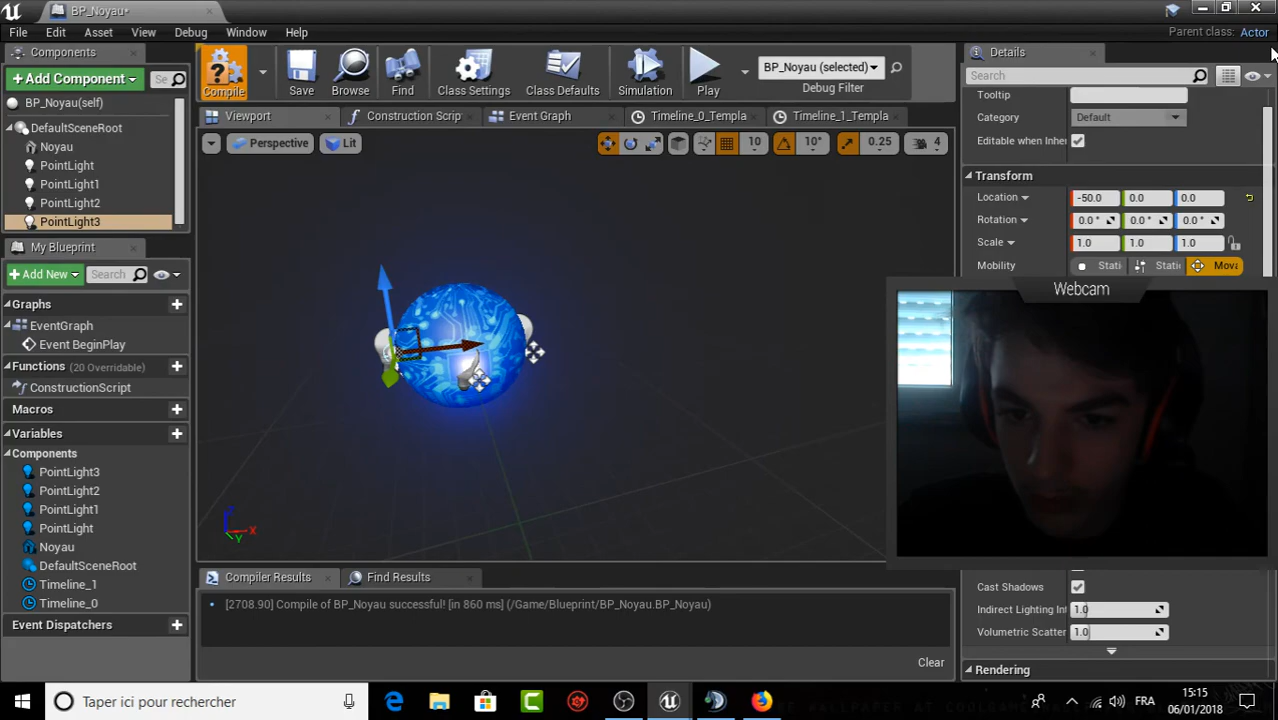 BP_Noyau*
File Edit Asset View Debug Window Help
Parent class: Actor
Components
+Add Component
Se
BP_Noyau(self)
DefaultSceneRoot
Noyau
PointLight
PointLight1
PointLight2
PointLight3
Compile
Save
Browse
Find
Class Settings
Class Defaults
Simulation
Play
BP_Noyau (selected)
Debug Filter
Viewport
Construction Scrip
Event Graph
Timeline_0_Templa
Timeline_1_Templa
Perspective
Lit
10
10°
0.25
4
My Blueprint
+Add New
Search
Graphs
EventGraph
Event BeginPlay
Functions (20 Overridable)
ConstructionScript
Macros
Variables
Components
PointLight3
PointLight2
PointLight1
PointLight
Noyau
DefaultSceneRoot
Timeline_1
Timeline_0
Event Dispatchers
Z
X
Y
Compiler Results
Find Results
[2708.90] Compile of BP_Noyau successful! [in 860 ms] (/Game/Blueprint/BP_Noyau.BP_Noyau)
Clear
Details
Search
Tooltip
Category Default
Editable when Inher
Transform
Location -50.0 0.0 0.0
Rotation 0.0 ° 0.0 ° 0.0 °
Scale 1.0 1.0 1.0
Mobility Stati Static Mova
Webcam
Cast Shadows
Indirect Lighting In 1.0
Volumetric Scatter 1.0
Rendering
Taper ici pour rechercher
FRA
15:15
06/01/2018